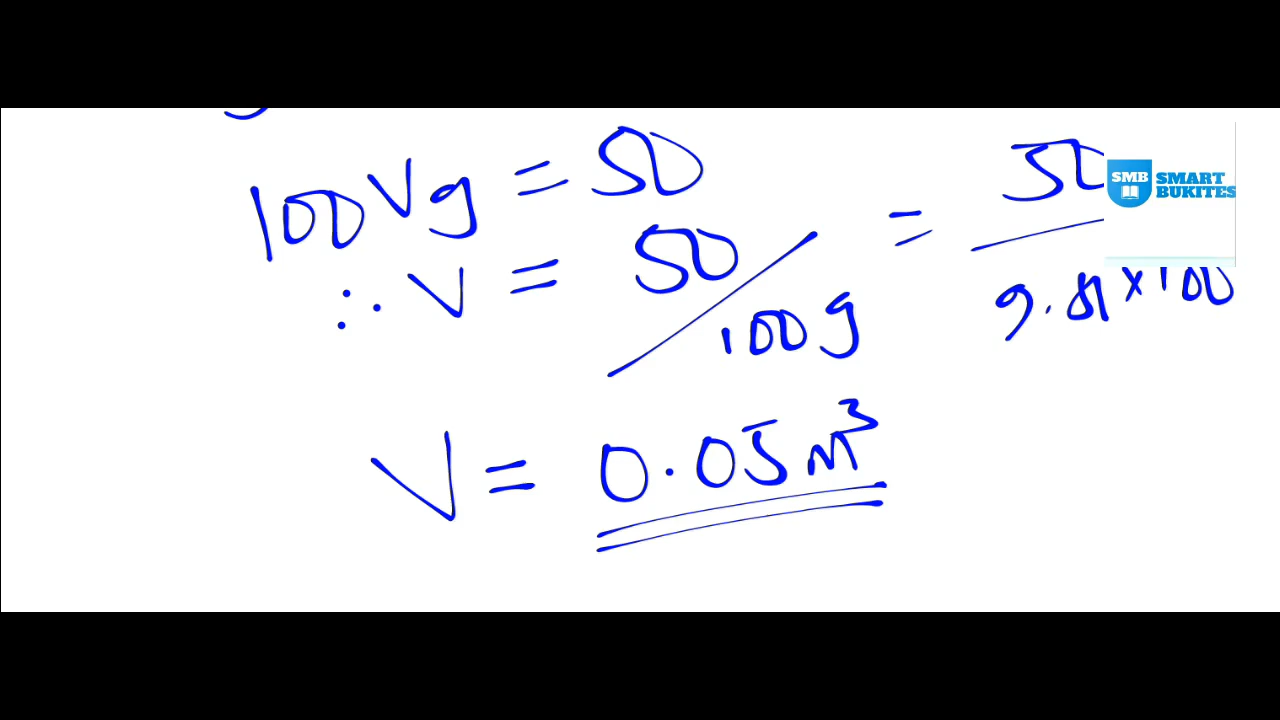 100Vg = 50
∴ V = 50/100g = 50/9.81×100
V = 0.05m³
SMB SMART BUKITES